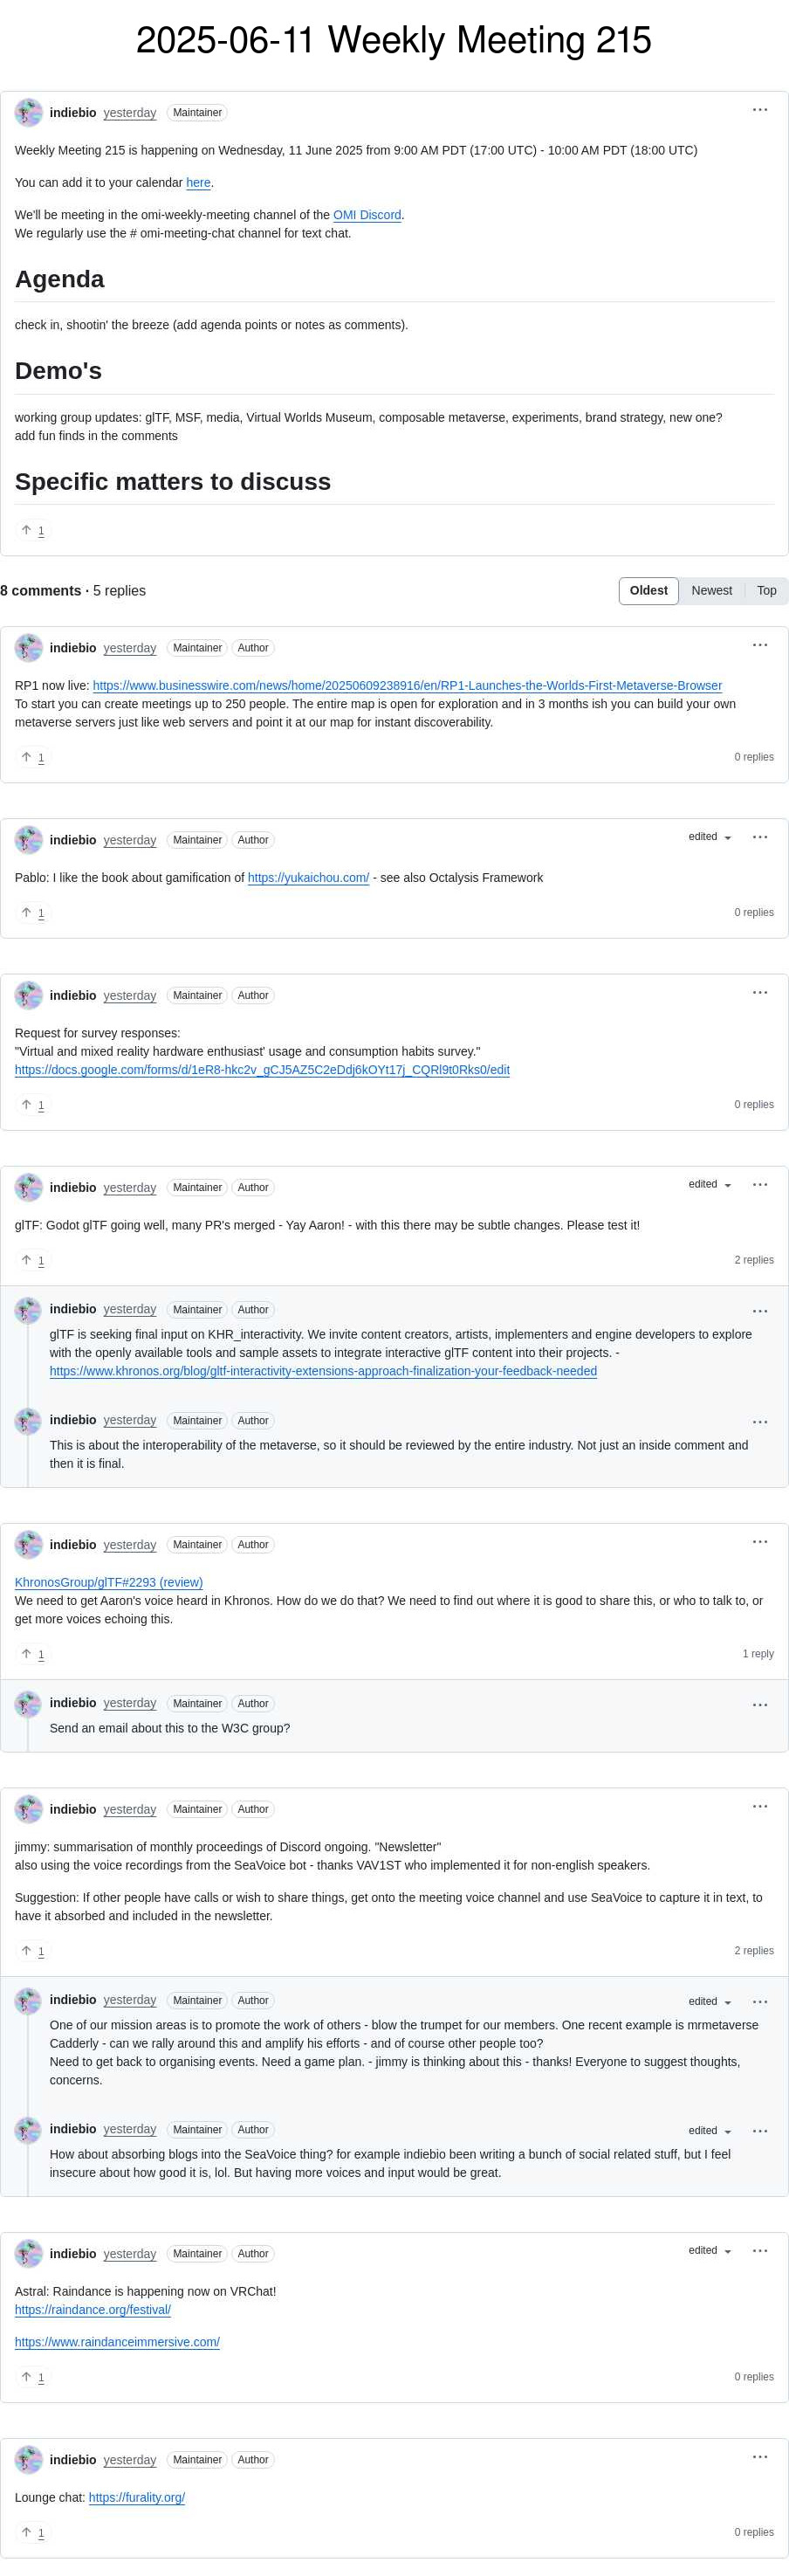 2025-06-11 Weekly Meeting 215
indiebio yesterday Maintainer
Weekly Meeting 215 is happening on Wednesday, 11 June 2025 from 9:00 AM PDT (17:00 UTC) - 10:00 AM PDT (18:00 UTC)
You can add it to your calendar here.
We'll be meeting in the omi-weekly-meeting channel of the OMI Discord.
We regularly use the # omi-meeting-chat channel for text chat.
Agenda
check in, shootin' the breeze (add agenda points or notes as comments).
Demo's
working group updates: glTF, MSF, media, Virtual Worlds Museum, composable metaverse, experiments, brand strategy, new one?
add fun finds in the comments
Specific matters to discuss
1
8 comments · 5 replies Oldest Newest Top
indiebio yesterday Maintainer Author
RP1 now live: https://www.businesswire.com/news/home/20250609238916/en/RP1-Launches-the-Worlds-First-Metaverse-Browser
To start you can create meetings up to 250 people. The entire map is open for exploration and in 3 months ish you can build your own
metaverse servers just like web servers and point it at our map for instant discoverability.
1 0 replies
indiebio yesterday Maintainer Author edited
Pablo: I like the book about gamification of https://yukaichou.com/ - see also Octalysis Framework
1 0 replies
indiebio yesterday Maintainer Author
Request for survey responses:
"Virtual and mixed reality hardware enthusiast' usage and consumption habits survey."
https://docs.google.com/forms/d/1eR8-hkc2v_gCJ5AZ5C2eDdj6kOYt17j_CQRl9t0Rks0/edit
1 0 replies
indiebio yesterday Maintainer Author edited
glTF: Godot glTF going well, many PR's merged - Yay Aaron! - with this there may be subtle changes. Please test it!
1 2 replies
indiebio yesterday Maintainer Author
glTF is seeking final input on KHR_interactivity. We invite content creators, artists, implementers and engine developers to explore
with the openly available tools and sample assets to integrate interactive glTF content into their projects. -
https://www.khronos.org/blog/gltf-interactivity-extensions-approach-finalization-your-feedback-needed
indiebio yesterday Maintainer Author
This is about the interoperability of the metaverse, so it should be reviewed by the entire industry. Not just an inside comment and
then it is final.
indiebio yesterday Maintainer Author
KhronosGroup/glTF#2293 (review)
We need to get Aaron's voice heard in Khronos. How do we do that? We need to find out where it is good to share this, or who to talk to, or
get more voices echoing this.
1 1 reply
indiebio yesterday Maintainer Author
Send an email about this to the W3C group?
indiebio yesterday Maintainer Author
jimmy: summarisation of monthly proceedings of Discord ongoing. "Newsletter"
also using the voice recordings from the SeaVoice bot - thanks VAV1ST who implemented it for non-english speakers.
Suggestion: If other people have calls or wish to share things, get onto the meeting voice channel and use SeaVoice to capture it in text, to
have it absorbed and included in the newsletter.
1 2 replies
indiebio yesterday Maintainer Author edited
One of our mission areas is to promote the work of others - blow the trumpet for our members. One recent example is mrmetaverse
Cadderly - can we rally around this and amplify his efforts - and of course other people too?
Need to get back to organising events. Need a game plan. - jimmy is thinking about this - thanks! Everyone to suggest thoughts,
concerns.
indiebio yesterday Maintainer Author edited
How about absorbing blogs into the SeaVoice thing? for example indiebio been writing a bunch of social related stuff, but I feel
insecure about how good it is, lol. But having more voices and input would be great.
indiebio yesterday Maintainer Author edited
Astral: Raindance is happening now on VRChat!
https://raindance.org/festival/
https://www.raindanceimmersive.com/
1 0 replies
indiebio yesterday Maintainer Author
Lounge chat: https://furality.org/
1 0 replies